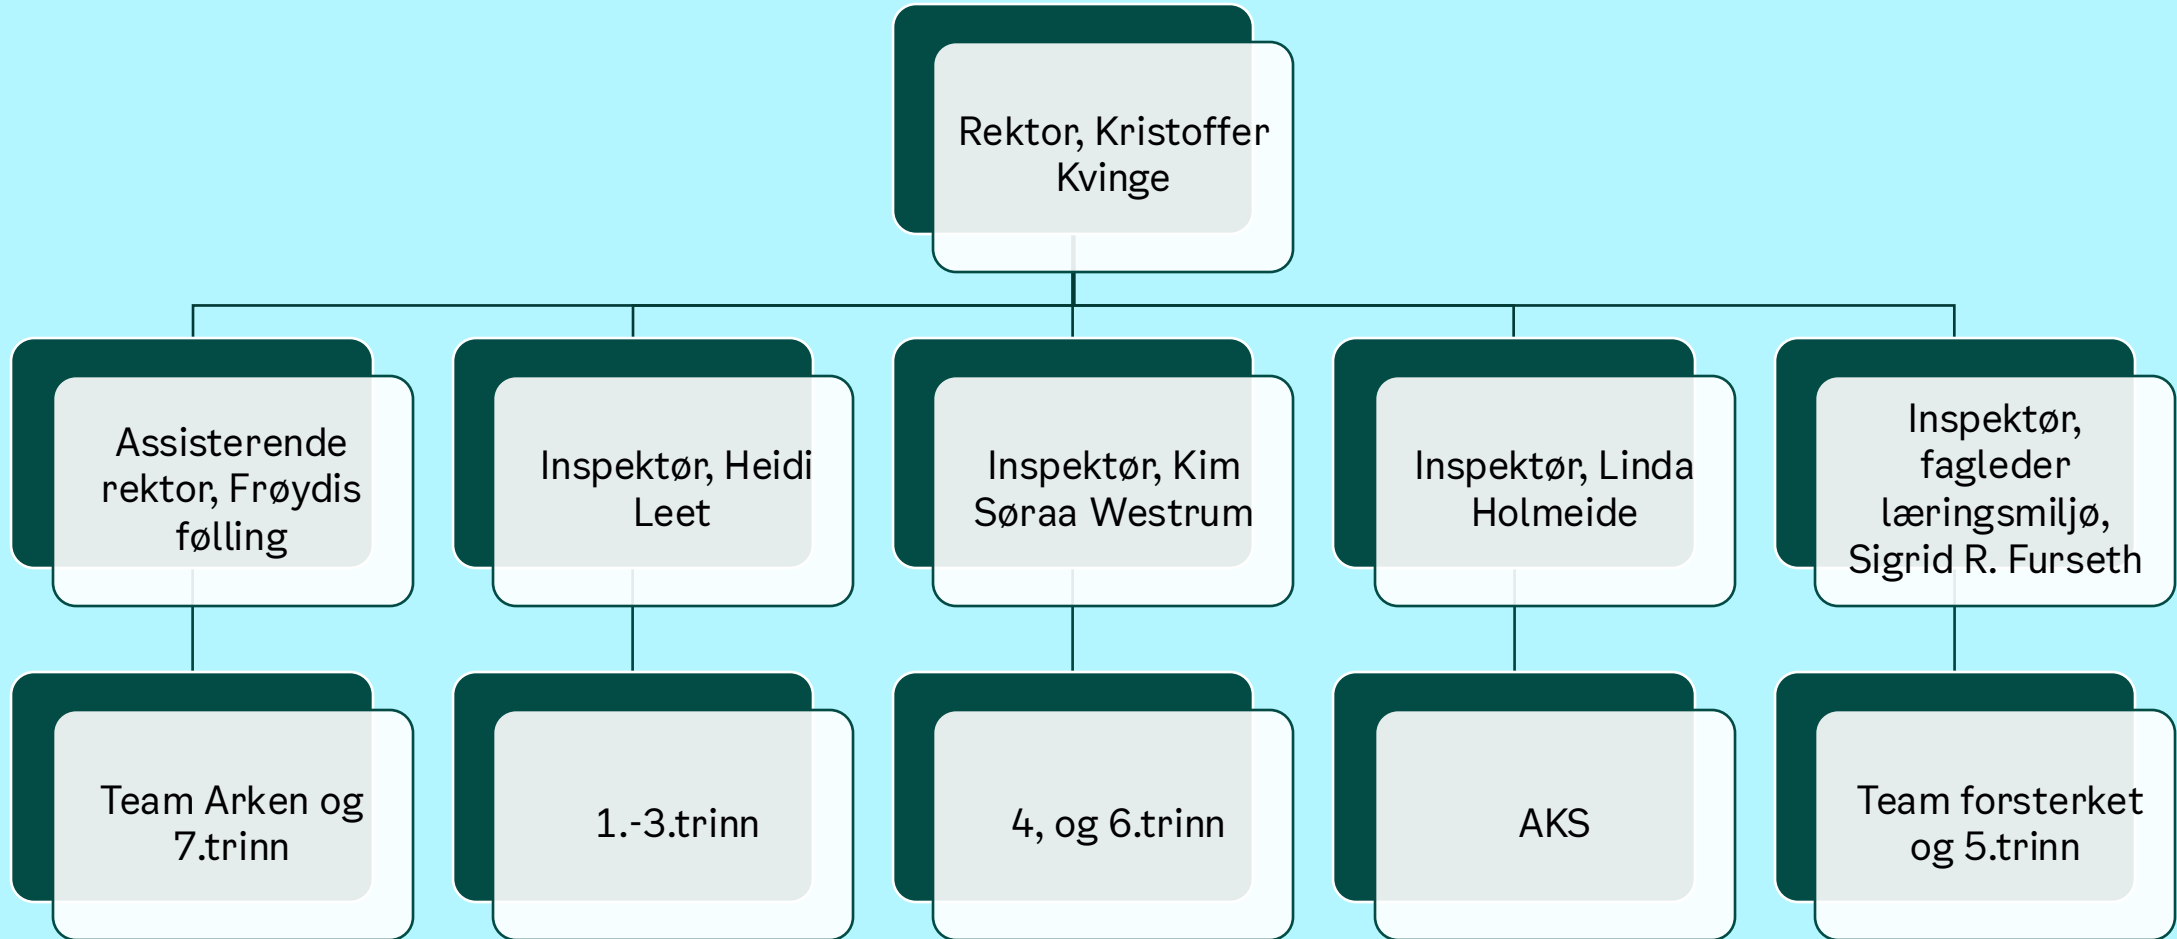 Rektor, Kristoffer
Kvinge
Assisterende
rektor, Frøydis
følling
Inspektør, Heidi
Leet
Inspektør, Kim
Søraa Westrum
Inspektør, Linda
Holmeide
Inspektør,
fagleder
læringsmiljø,
Sigrid R. Furseth
Team Arken og
7.trinn
1.-3.trinn
4, og 6.trinn
AKS
Team forsterket
og 5.trinn